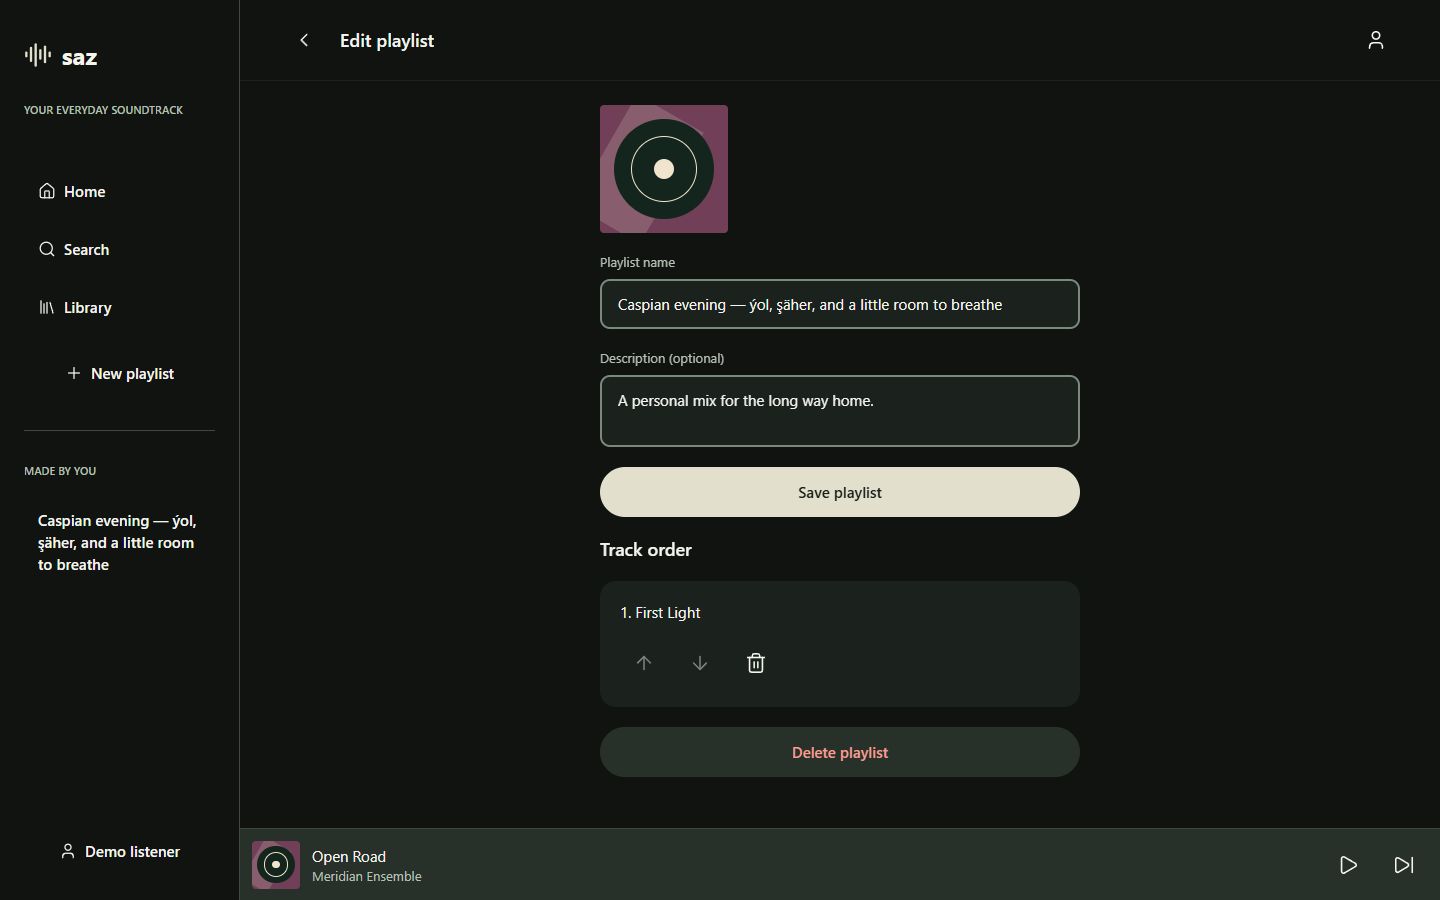 saz
YOUR EVERYDAY SOUNDTRACK
Home
Search
Library
New playlist
MADE BY YOU
Caspian evening — ýol,
şäher, and a little room
to breathe
Demo listener
Edit playlist
Playlist name
Caspian evening — ýol, şäher, and a little room to breathe
Description (optional)
A personal mix for the long way home.
Save playlist
Track order
1. First Light
Delete playlist
Open Road
Meridian Ensemble